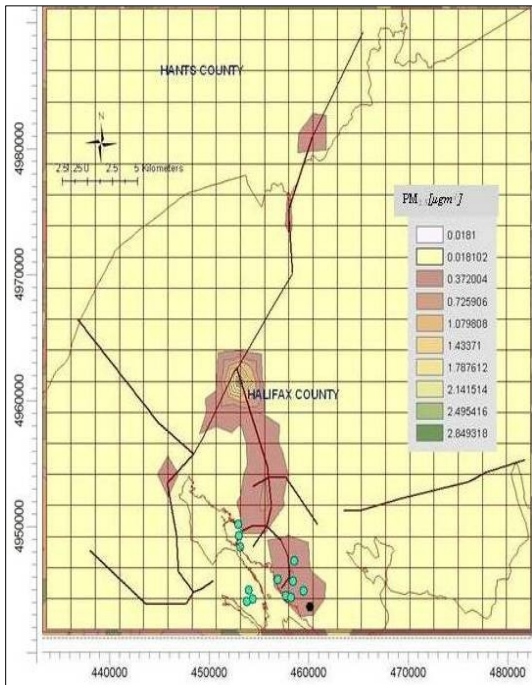 HANTS COUNTY
N
2.5 1.25 0 2.5 5 Kilometers
PM [µgm⁻³]
0.0181
0.018102
0.372004
0.725906
1.079808
1.43371
1.787612
2.141514
2.495416
2.849318
HALIFAX COUNTY
4980000
4970000
4960000
4950000
440000 450000 460000 470000 480000